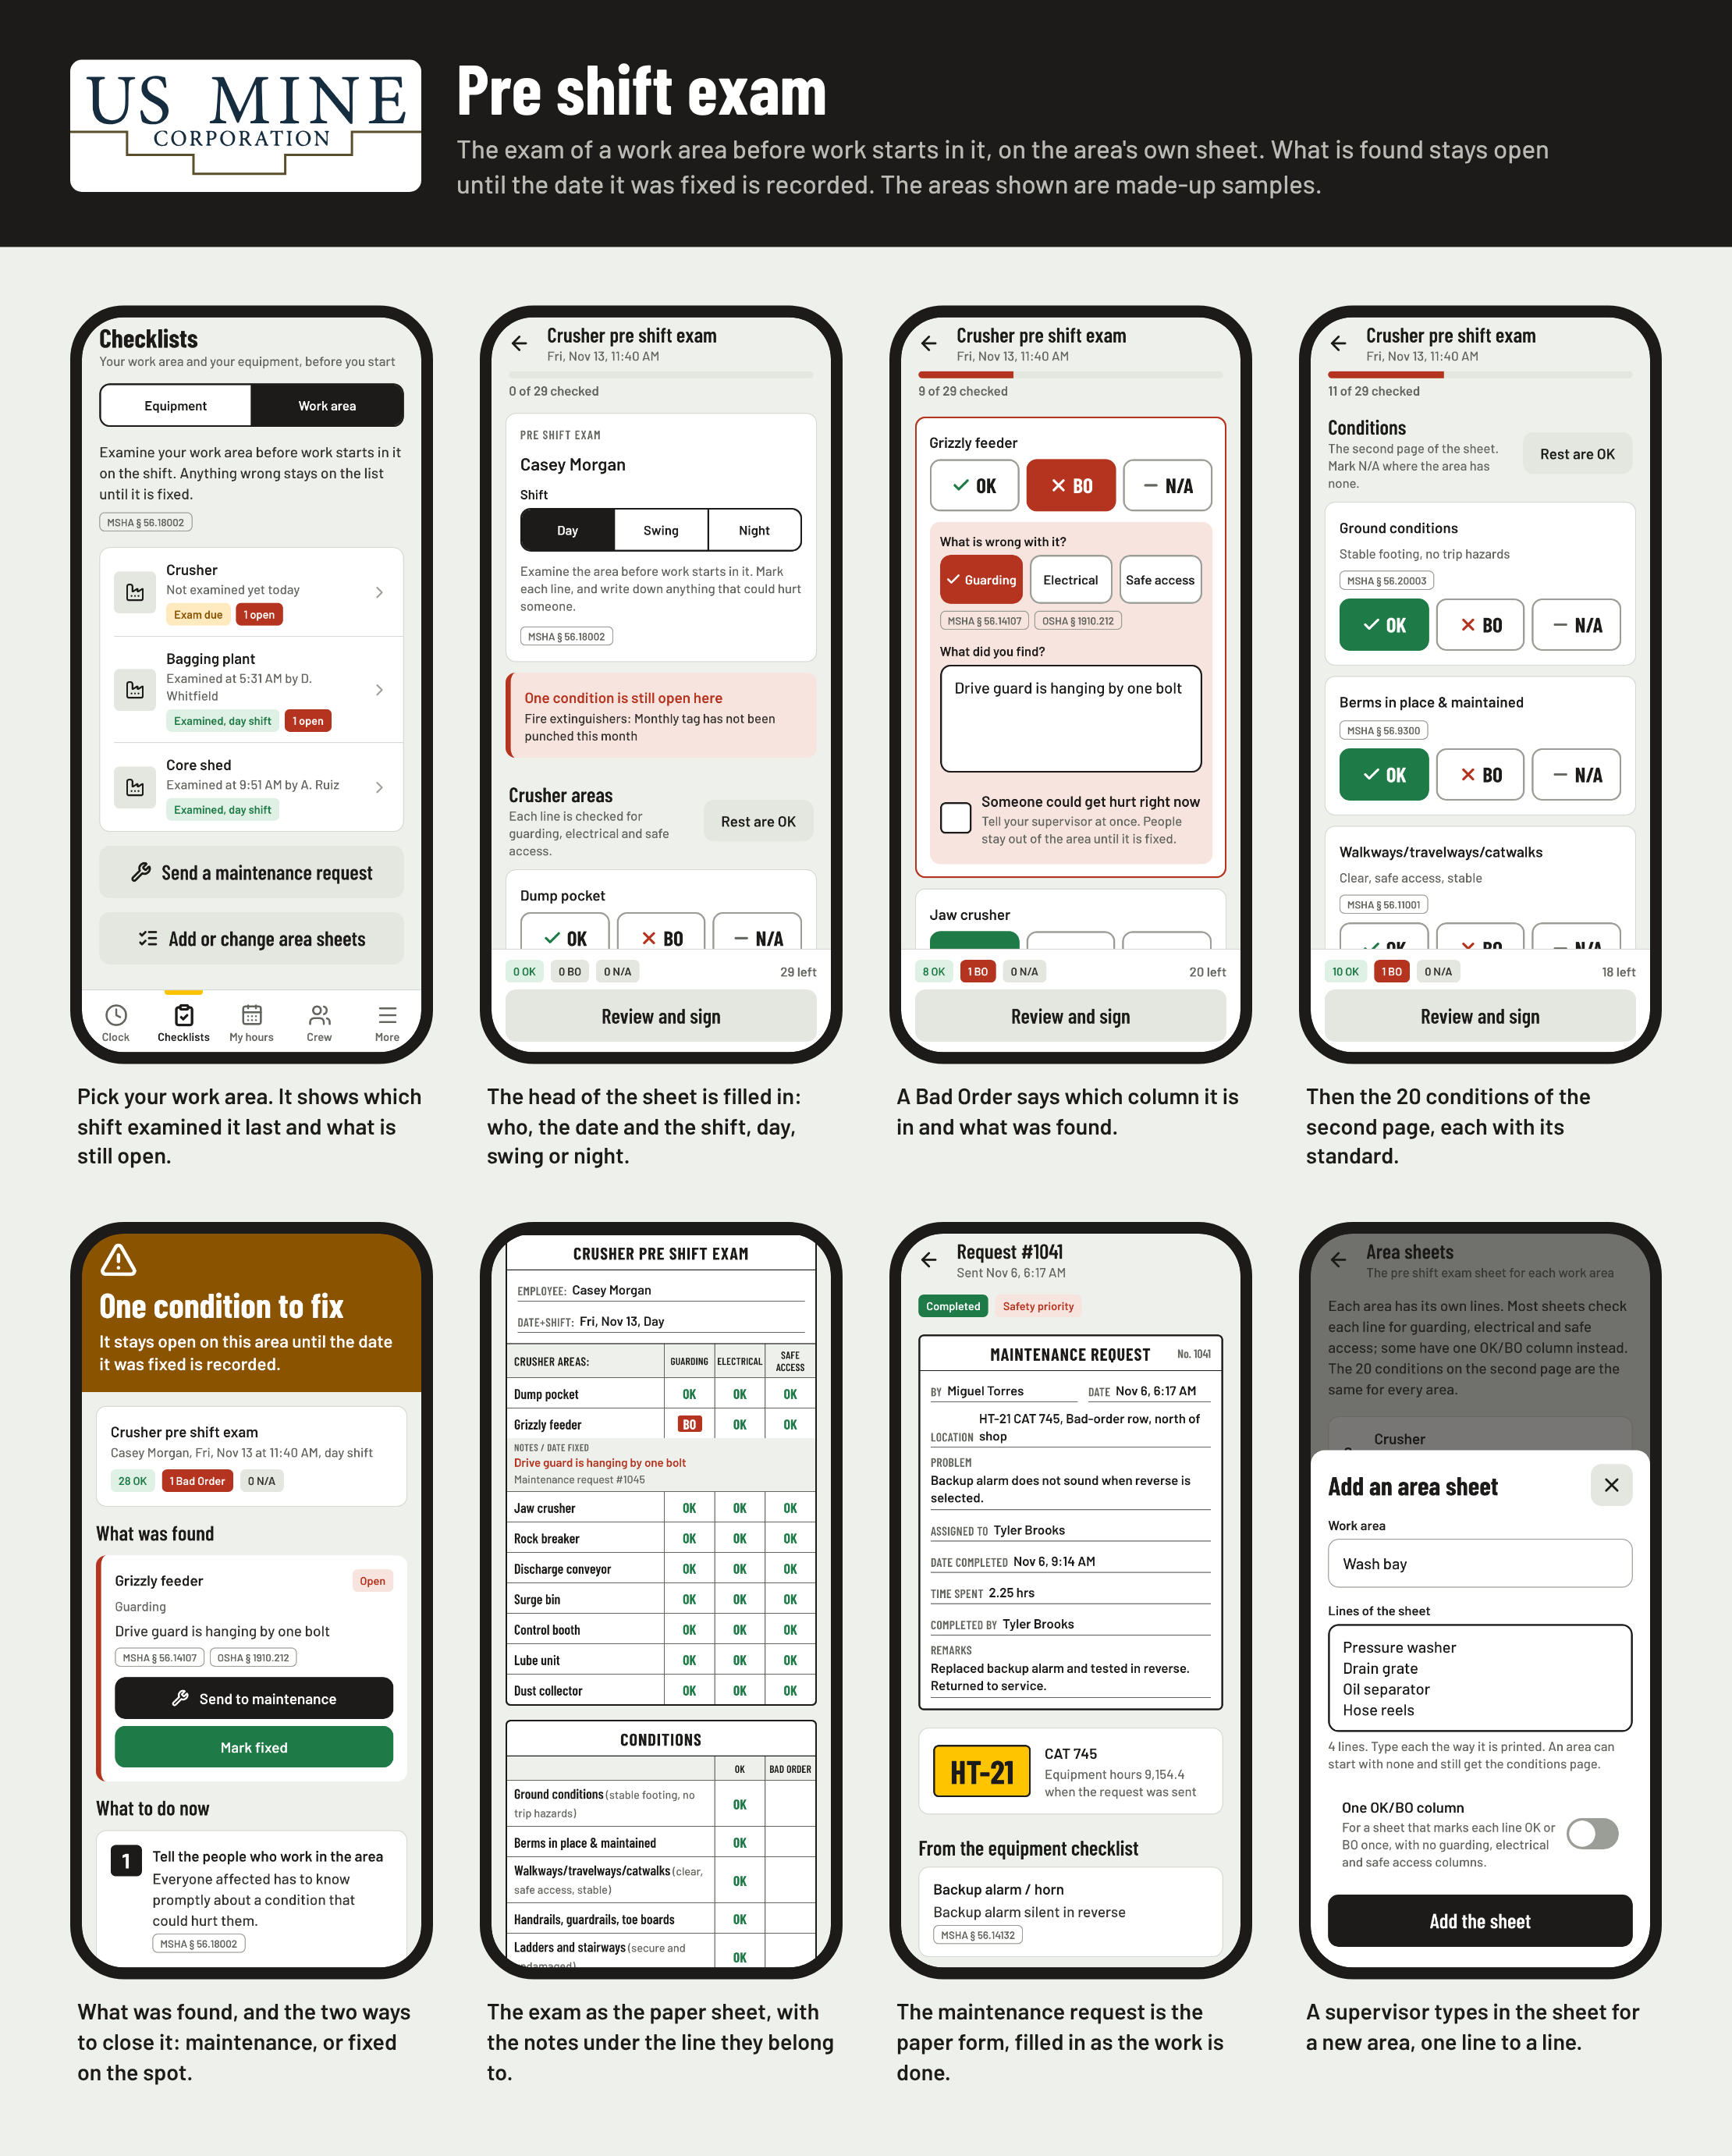 US MINE
CORPORATION
Pre shift exam
The exam of a work area before work starts in it, on the area's own sheet. What is found stays open
until the date it was fixed is recorded. The areas shown are made-up samples.
Checklists
Your work area and your equipment, before you start
Equipment
Work area
Examine your work area before work starts in it
on the shift. Anything wrong stays on the list
until it is fixed.
MSHA § 56.18002
Crusher
Not examined yet today
Exam due
1 open
Bagging plant
Examined at 5:31 AM by D.
Whitfield
Examined, day shift
1 open
Core shed
Examined at 9:51 AM by A. Ruiz
Examined, day shift
Send a maintenance request
Add or change area sheets
Clock
Checklists
My hours
Crew
More
Pick your work area. It shows which
shift examined it last and what is
still open.
Crusher pre shift exam
Fri, Nov 13, 11:40 AM
0 of 29 checked
PRE SHIFT EXAM
Casey Morgan
Shift
Day
Swing
Night
Examine the area before work starts in it. Mark
each line, and write down anything that could hurt
someone.
MSHA § 56.18002
One condition is still open here
Fire extinguishers: Monthly tag has not been
punched this month
Crusher areas
Each line is checked for
guarding, electrical and safe
access.
Rest are OK
Dump pocket
OK
BO
N/A
0 OK
0 BO
0 N/A
29 left
Review and sign
The head of the sheet is filled in:
who, the date and the shift, day,
swing or night.
Crusher pre shift exam
Fri, Nov 13, 11:40 AM
9 of 29 checked
Grizzly feeder
OK
BO
N/A
What is wrong with it?
Guarding
Electrical
Safe access
MSHA § 56.14107
OSHA § 1910.212
What did you find?
Drive guard is hanging by one bolt
Someone could get hurt right now
Tell your supervisor at once. People
stay out of the area until it is fixed.
Jaw crusher
8 OK
1 BO
0 N/A
20 left
Review and sign
A Bad Order says which column it is
in and what was found.
Crusher pre shift exam
Fri, Nov 13, 11:40 AM
11 of 29 checked
Conditions
The second page of the sheet.
Mark N/A where the area has
none.
Rest are OK
Ground conditions
Stable footing, no trip hazards
MSHA § 56.20003
OK
BO
N/A
Berms in place & maintained
MSHA § 56.9300
OK
BO
N/A
Walkways/travelways/catwalks
Clear, safe access, stable
MSHA § 56.11001
OK
BO
N/A
10 OK
1 BO
0 N/A
18 left
Review and sign
Then the 20 conditions of the
second page, each with its
standard.
One condition to fix
It stays open on this area until the date
it was fixed is recorded.
Crusher pre shift exam
Casey Morgan, Fri, Nov 13 at 11:40 AM, day shift
28 OK
1 Bad Order
0 N/A
What was found
Grizzly feeder
Open
Guarding
Drive guard is hanging by one bolt
MSHA § 56.14107
OSHA § 1910.212
Send to maintenance
Mark fixed
What to do now
1
Tell the people who work in the area
Everyone affected has to know
promptly about a condition that
could hurt them.
MSHA § 56.18002
What was found, and the two ways
to close it: maintenance, or fixed
on the spot.
CRUSHER PRE SHIFT EXAM
EMPLOYEE: Casey Morgan
DATE+SHIFT: Fri, Nov 13, Day
CRUSHER AREAS: GUARDING ELECTRICAL SAFE ACCESS
Dump pocket OK OK OK
Grizzly feeder BO OK OK
NOTES / DATE FIXED
Drive guard is hanging by one bolt
Maintenance request #1045
Jaw crusher OK OK OK
Rock breaker OK OK OK
Discharge conveyor OK OK OK
Surge bin OK OK OK
Control booth OK OK OK
Lube unit OK OK OK
Dust collector OK OK OK
CONDITIONS
OK BAD ORDER
Ground conditions (stable footing, no
trip hazards) OK
Berms in place & maintained OK
Walkways/travelways/catwalks (clear,
safe access, stable) OK
Handrails, guardrails, toe boards OK
Ladders and stairways (secure and
undamaged) OK
The exam as the paper sheet, with
the notes under the line they belong
to.
Request #1041
Sent Nov 6, 6:17 AM
Completed
Safety priority
MAINTENANCE REQUEST No. 1041
BY Miguel Torres DATE Nov 6, 6:17 AM
LOCATION HT-21 CAT 745, Bad-order row, north of
shop
PROBLEM
Backup alarm does not sound when reverse is
selected.
ASSIGNED TO Tyler Brooks
DATE COMPLETED Nov 6, 9:14 AM
TIME SPENT 2.25 hrs
COMPLETED BY Tyler Brooks
REMARKS
Replaced backup alarm and tested in reverse.
Returned to service.
HT-21
CAT 745
Equipment hours 9,154.4
when the request was sent
From the equipment checklist
Backup alarm / horn
Backup alarm silent in reverse
MSHA § 56.14132
The maintenance request is the
paper form, filled in as the work is
done.
Area sheets
The pre shift exam sheet for each work area
Each area has its own lines. Most sheets check
each line for guarding, electrical and safe
access; some have one OK/BO column instead.
The 20 conditions on the second page are the
same for every area.
Crusher
Add an area sheet
Work area
Wash bay
Lines of the sheet
Pressure washer
Drain grate
Oil separator
Hose reels
4 lines. Type each the way it is printed. An area can
start with none and still get the conditions page.
One OK/BO column
For a sheet that marks each line OK or
BO once, with no guarding, electrical
and safe access columns.
Add the sheet
A supervisor types in the sheet for
a new area, one line to a line.